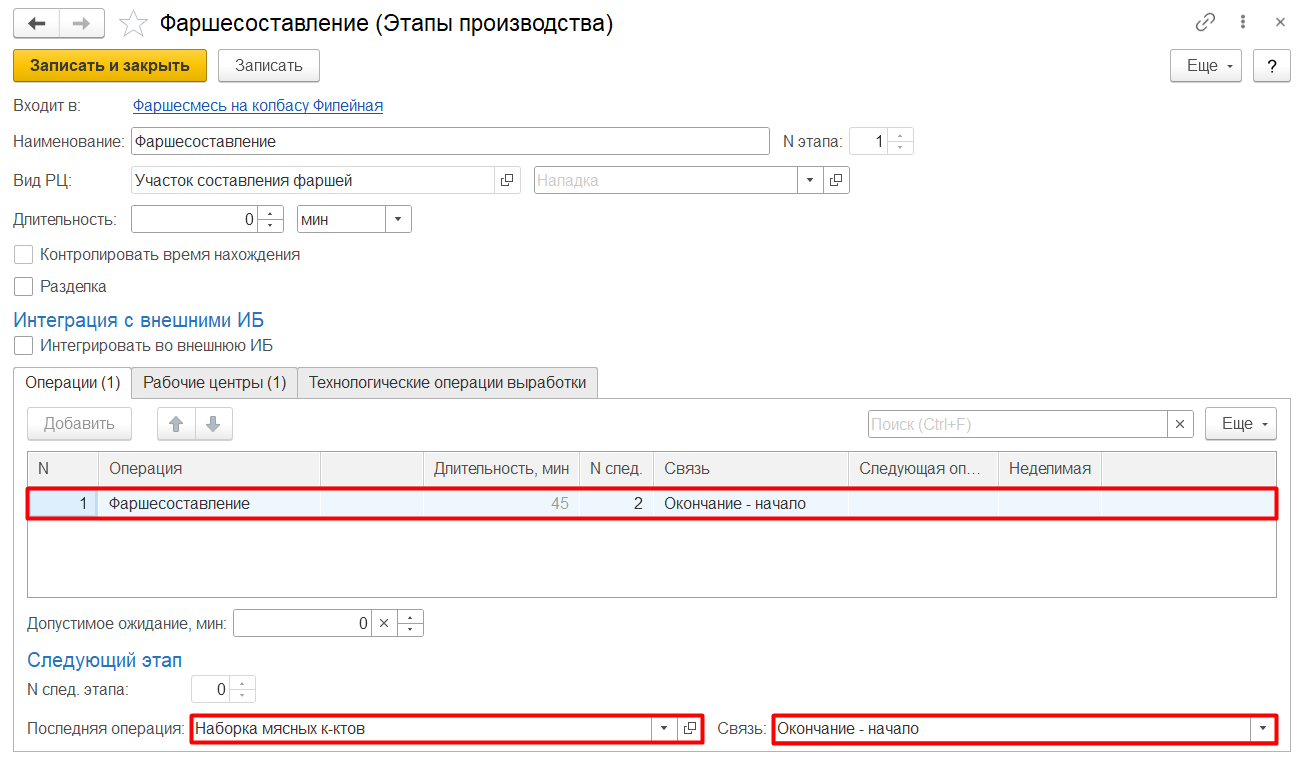 Фаршесоставление (Этапы производства)
Записать и закрыть Записать Еще ?
Входит в: Фаршесмесь на колбасу Филейная
Наименование: Фаршесоставление N этапа: 1
Вид РЦ: Участок составления фаршей Наладка
Длительность: 0 мин
Контролировать время нахождения
Разделка
Интеграция с внешними ИБ
Интегрировать во внешнюю ИБ
Операции (1) Рабочие центры (1) Технологические операции выработки
Добавить Поиск (Ctrl+F) Еще
N Операция Длительность, мин N след. Связь Следующая оп... Неделимая
1 Фаршесоставление 45 2 Окончание - начало
Допустимое ожидание, мин: 0
Следующий этап
N след. этапа: 0
Последняя операция: Наборка мясных к-ктов Связь: Окончание - начало